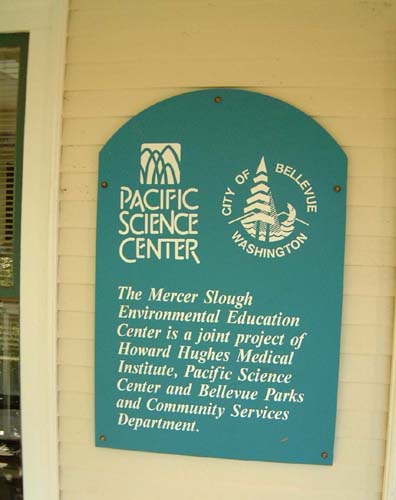 PACIFIC
SCIENCE
CENTER
CITY OF BELLEVUE
WASHINGTON
The Mercer Slough
Environmental Education
Center is a joint project of
Howard Hughes Medical
Institute, Pacific Science
Center and Bellevue Parks
and Community Services
Department.